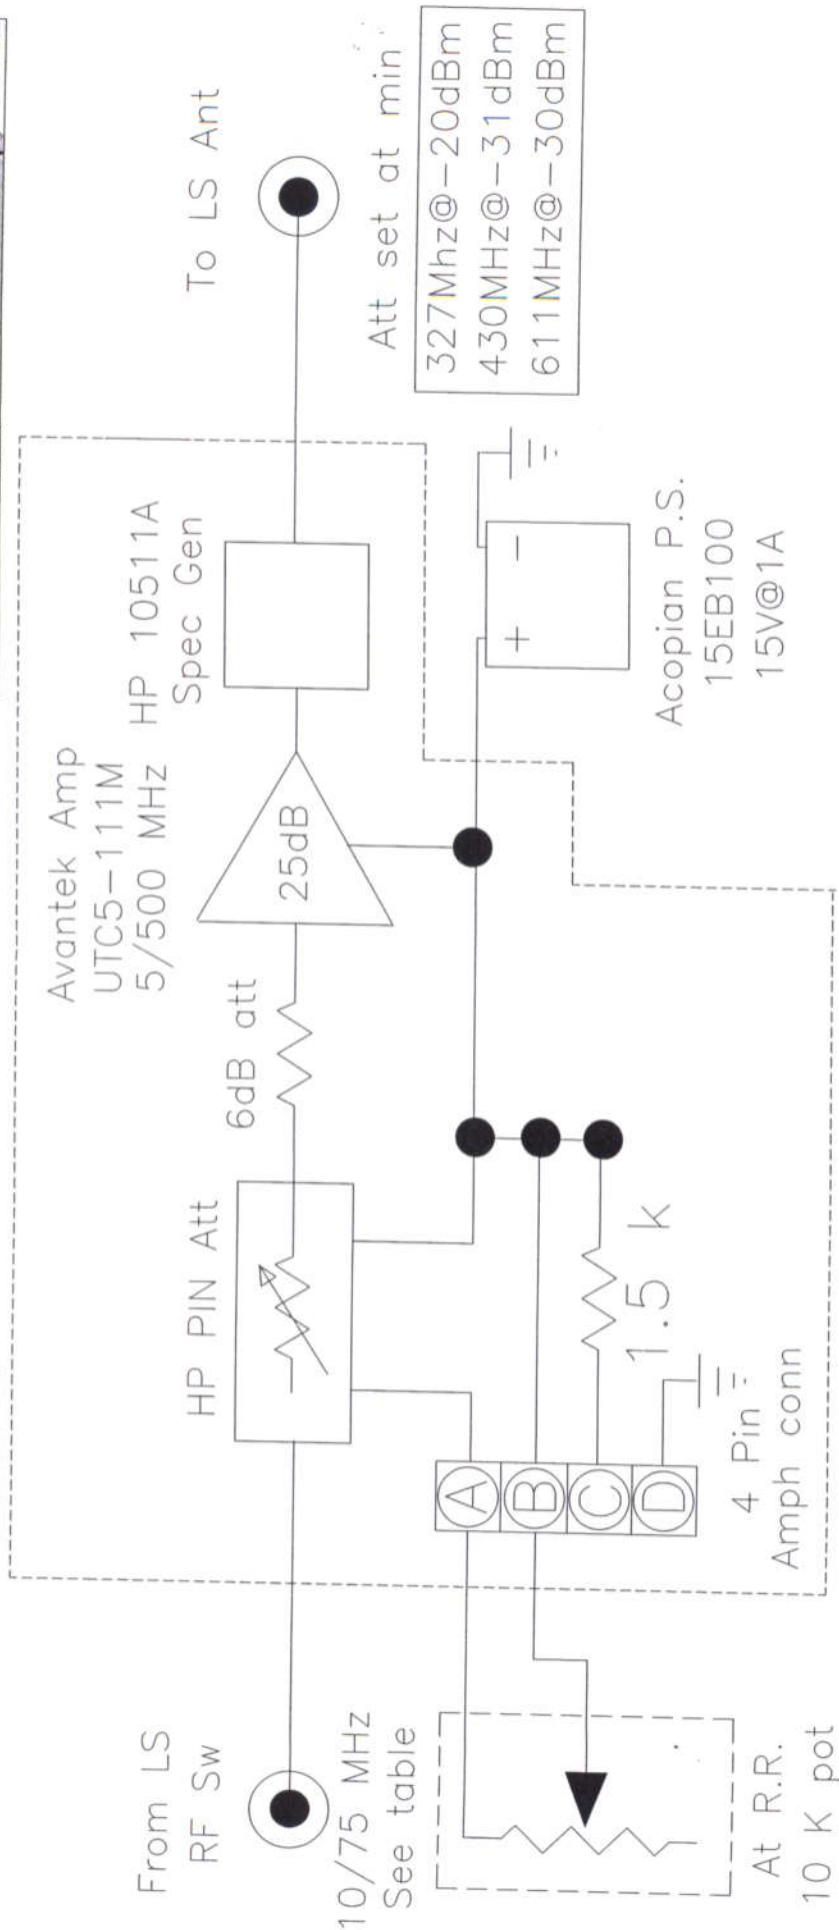 From LS
RF Sw
10/75 MHz
See table
HP PIN Att
6dB att
Avantek Amp
UTC5-111M
5/500 MHz
25dB
HP 10511A
Spec Gen
To LS Ant
Att set at min
327Mhz@-20dBm
430MHz@-31dBm
611MHz@-30dBm
+ -
Acopian P.S.
15EB100
15V@1A
A
B
C
D
1.5 k
4 Pin
Amph conn
At R.R.
10 K pot